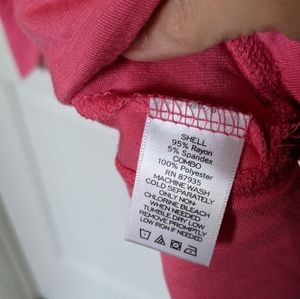 SHELL
95% Rayon
5% Spandex
COMBO
100% Polyester
RN 87935
MACHINE WASH
COLD SEPARATELY
ONLY NON-
CHLORINE BLEACH
WHEN NEEDED
TUMBLE DRY LOW
REMOVE PROMPTLY
LOW IRON IF NEEDED